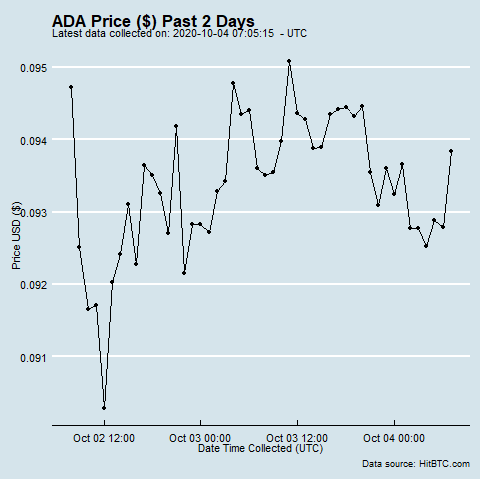 ADA Price ($) Past 2 Days
Latest data collected on: 2020-10-04 07:05:15 - UTC
0.095
0.094
0.093
0.092
0.091
Price USD ($)
Oct 02 12:00
Oct 03 00:00
Oct 03 12:00
Oct 04 00:00
Date Time Collected (UTC)
Data source: HitBTC.com